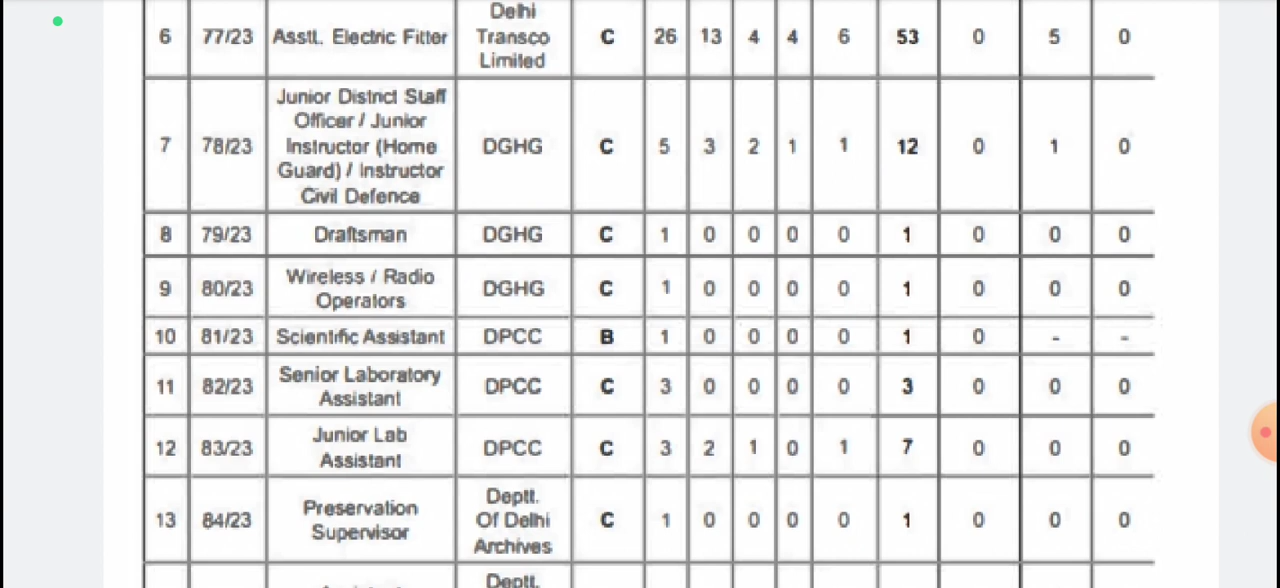 6 77/23 Asstt. Electric Fitter Delhi Transco Limited C 26 13 4 4 6 53 0 5 0
7 78/23 Junior District Staff Officer / Junior Instructor (Home Guard) / Instructor Civil Defence DGHG C 5 3 2 1 1 12 0 1 0
8 79/23 Draftsman DGHG C 1 0 0 0 0 1 0 0 0
9 80/23 Wireless / Radio Operators DGHG C 1 0 0 0 0 1 0 0 0
10 81/23 Scientific Assistant DPCC B 1 0 0 0 0 1 0 - -
11 82/23 Senior Laboratory Assistant DPCC C 3 0 0 0 0 3 0 0 0
12 83/23 Junior Lab Assistant DPCC C 3 2 1 0 1 7 0 0 0
13 84/23 Preservation Supervisor Deptt. Of Delhi Archives C 1 0 0 0 0 1 0 0 0
Deptt.